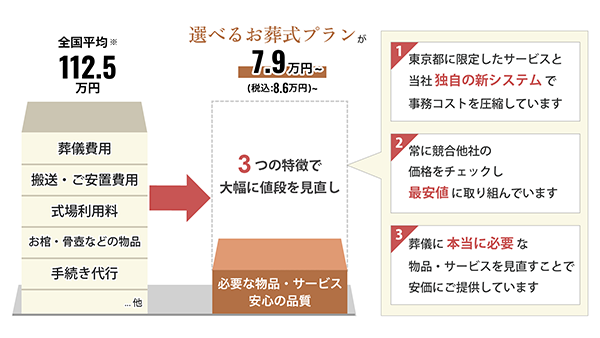 全国平均※
112.5
万円
葬儀費用
搬送・ご安置費用
式場利用料
お棺・骨壺などの物品
手続き代行
... 他
選べるお葬式プランが
7.9万円~
(税込:8.6万円)~
3つの特徴で
大幅に値段を見直し
必要な物品・サービス
安心の品質
1
東京都に限定したサービスと
当社独自の新システムで
事務コストを圧縮しています
2
常に競合他社の
価格をチェックし
最安値に取り組んでいます
3
葬儀に本当に必要な
物品・サービスを見直すことで
安価にご提供しています